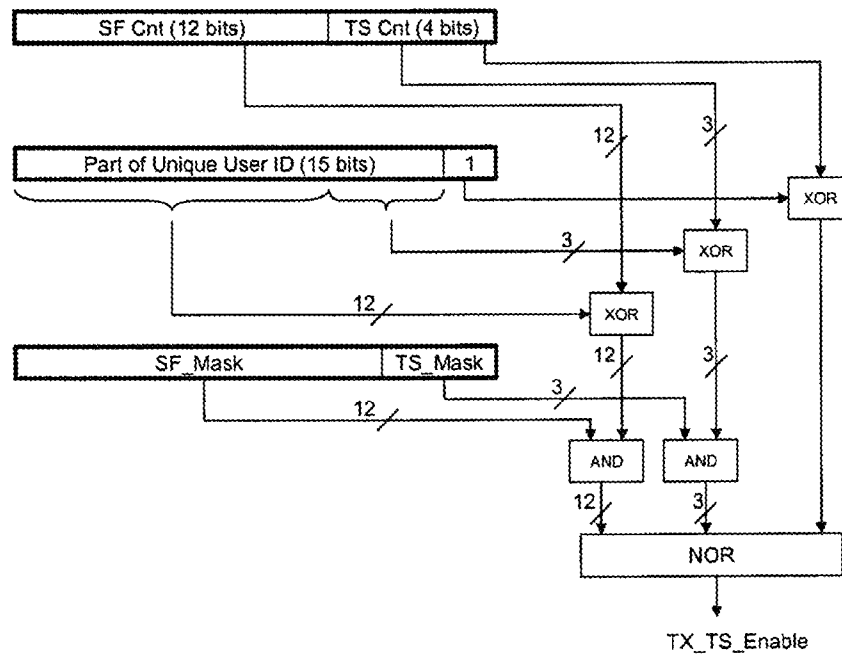 SF Cnt (12 bits) TS Cnt (4 bits)
12 3
Part of Unique User ID (15 bits) 1
XOR
3 XOR
12 XOR
SF_Mask TS_Mask
12 3
12 3
AND AND
12 3
NOR
TX_TS_Enable